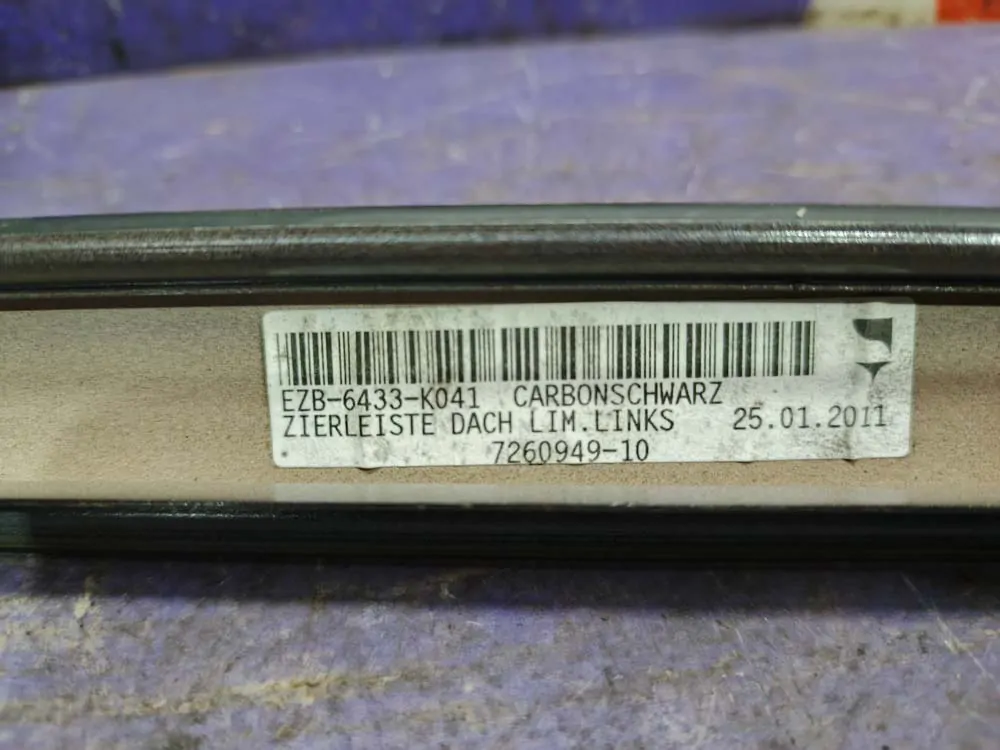 EZB-6433-K041 CARBONSCHWARZ
ZIERLEISTE DACH LIM.LINKS 25.01.2011
7260949-10